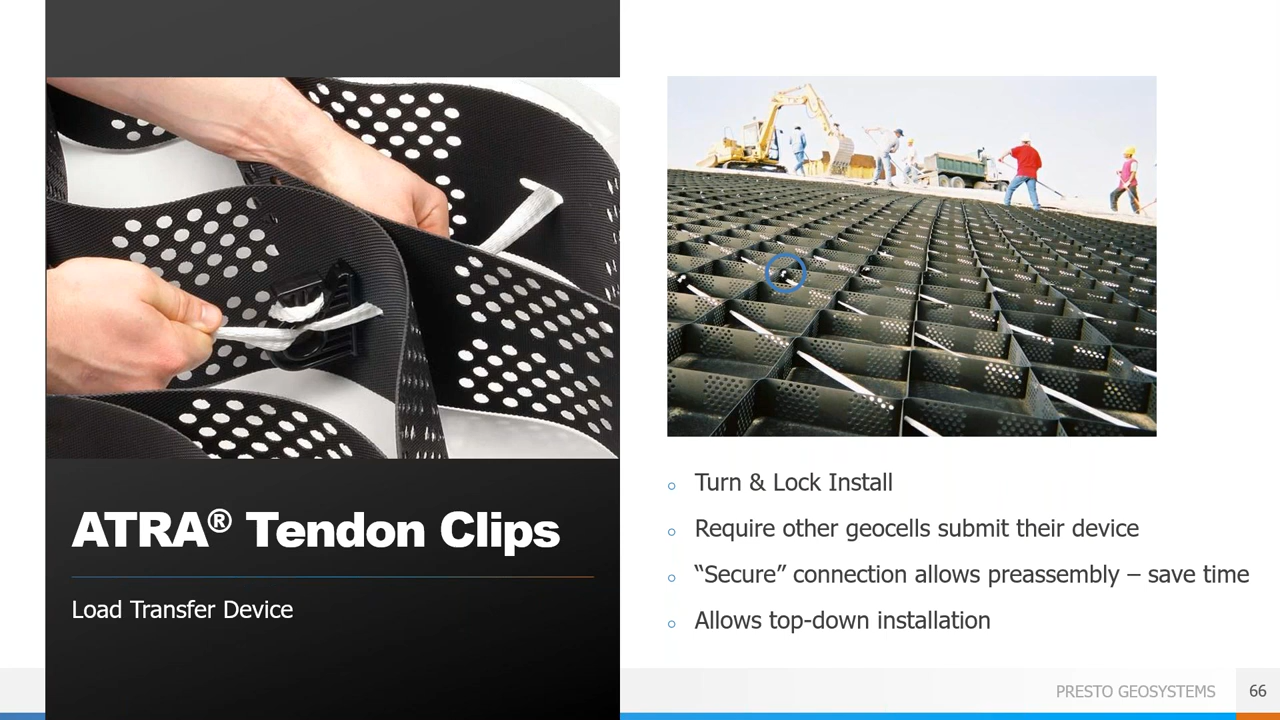 ATRA® Tendon Clips
Load Transfer Device
Turn & Lock Install
Require other geocells submit their device
“Secure” connection allows preassembly – save time
Allows top-down installation
PRESTO GEOSYSTEMS
66